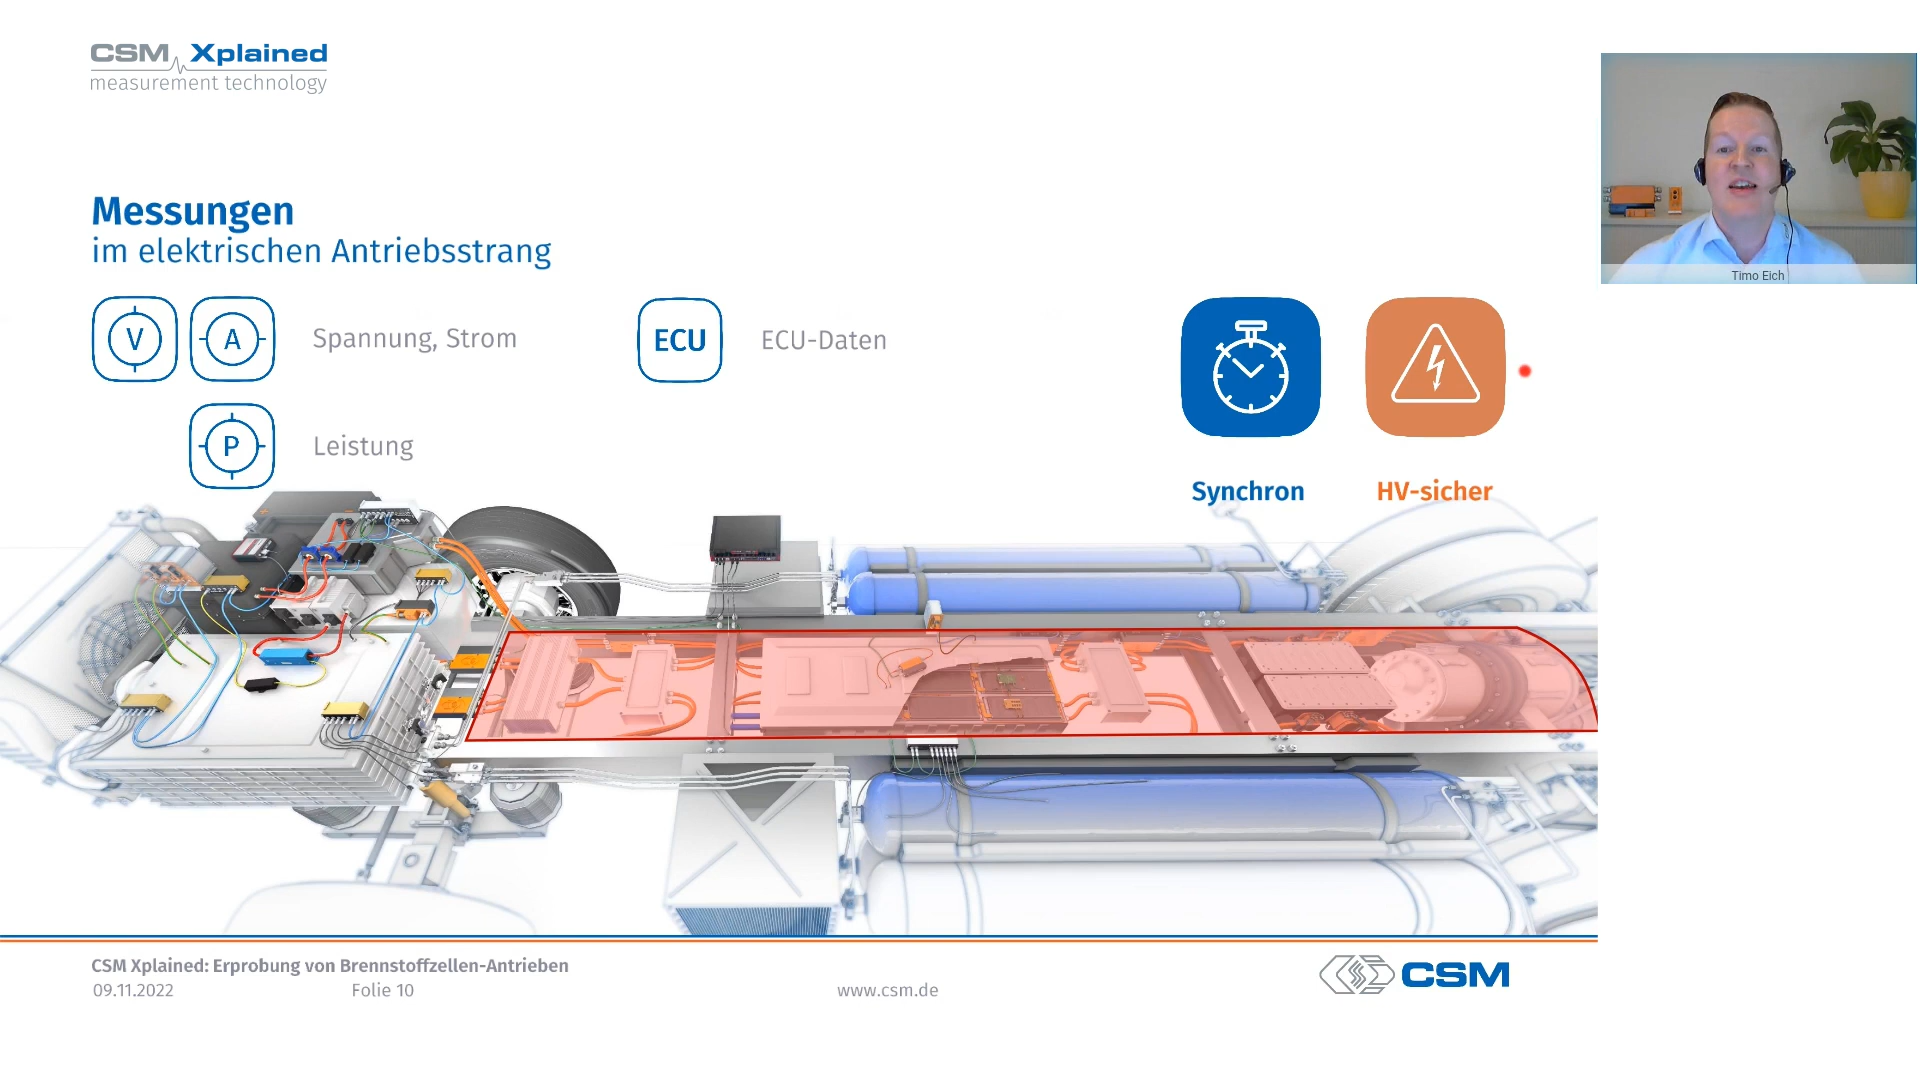 CSM Xplained
measurement technology
Timo Eich
Messungen
im elektrischen Antriebsstrang
V A Spannung, Strom
ECU ECU-Daten
P Leistung
Synchron HV-sicher
CSM Xplained: Erprobung von Brennstoffzellen-Antrieben
09.11.2022 Folie 10 www.csm.de
CSM